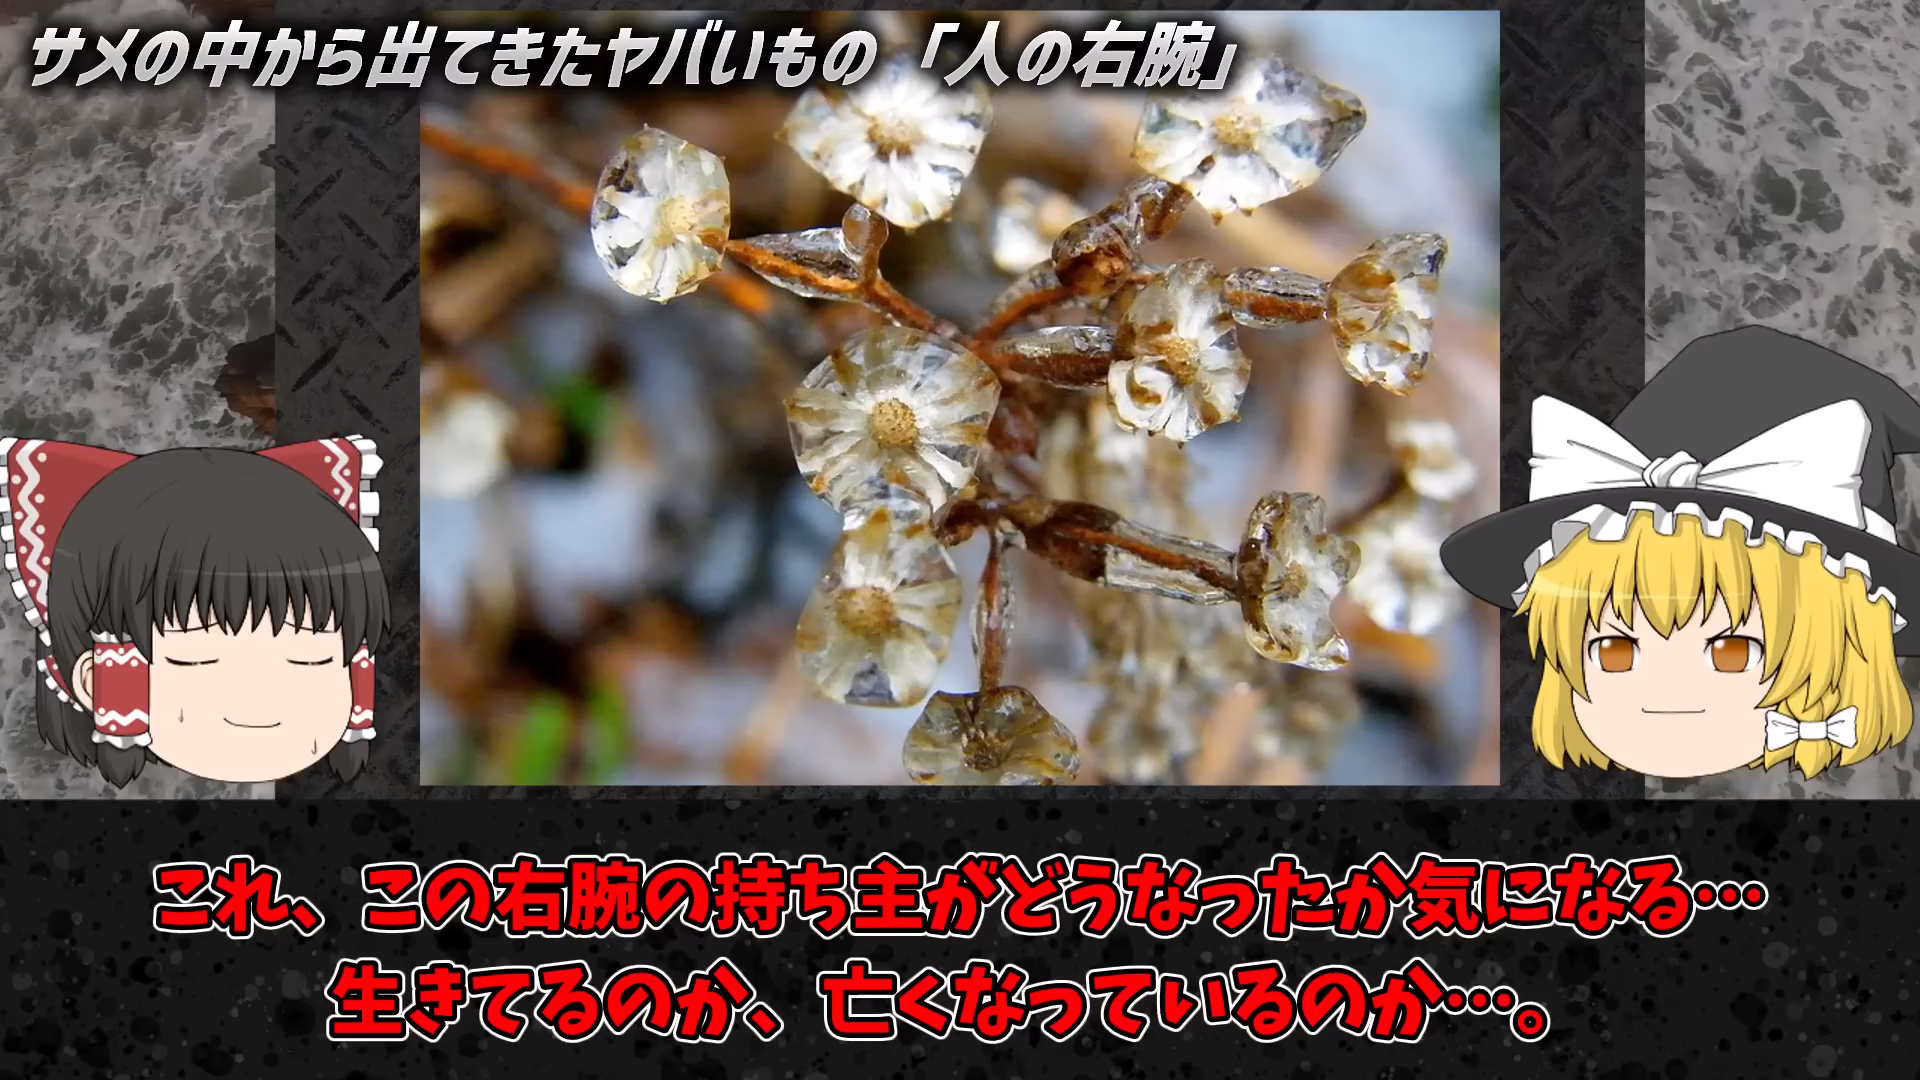 サメの中から出てきたヤバいもの「人の右腕」
これ、この右腕の持ち主がどうなったか気になる…
生きてるのか、亡くなっているのか…。